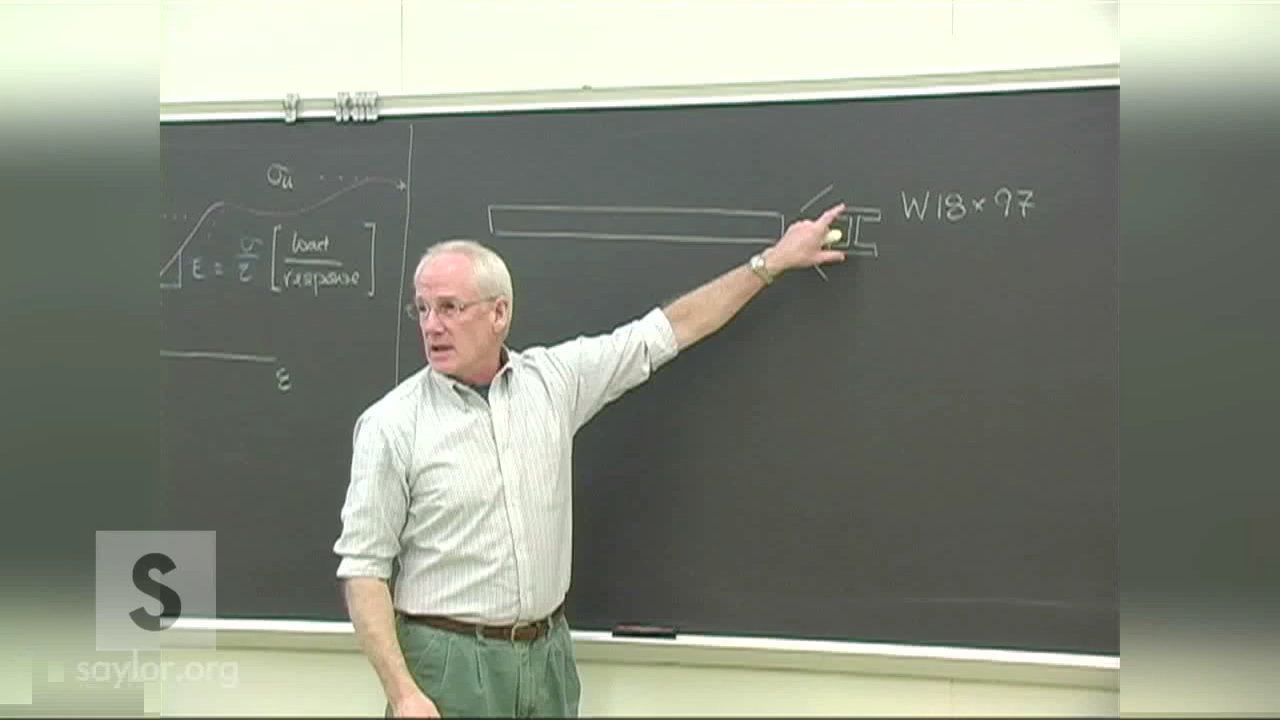 σu
E = σ/ε [load/response]
ε
W18 × 97
S
saylor.org